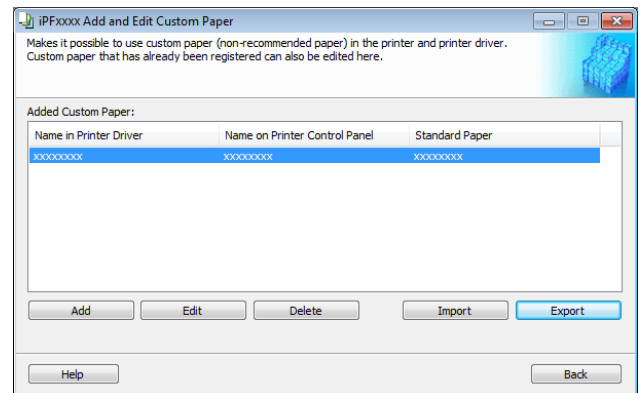 iPFxxxx Add and Edit Custom Paper
Makes it possible to use custom paper (non-recommended paper) in the printer and printer driver.
Custom paper that has already been registered can also be edited here.
Added Custom Paper:
Name in Printer Driver Name on Printer Control Panel Standard Paper
xxxxxxxx xxxxxxxx xxxxxxxx
Add Edit Delete Import Export
Help Back